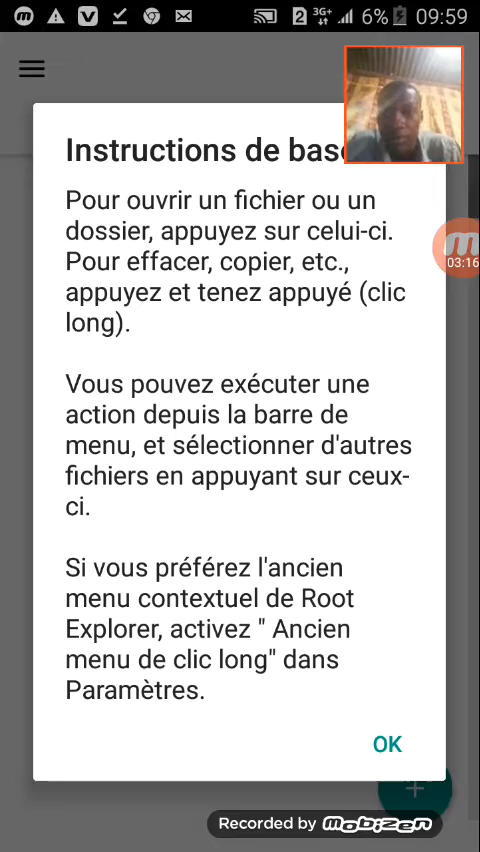 2 3G+ 6% 09:59
Instructions de bas
Pour ouvrir un fichier ou un
dossier, appuyez sur celui-ci.
Pour effacer, copier, etc.,
appuyez et tenez appuyé (clic
long).
03:16
Vous pouvez exécuter une
action depuis la barre de
menu, et sélectionner d'autres
fichiers en appuyant sur ceux-
ci.
Si vous préférez l'ancien
menu contextuel de Root
Explorer, activez " Ancien
menu de clic long" dans
Paramètres.
OK
Recorded by mobizen